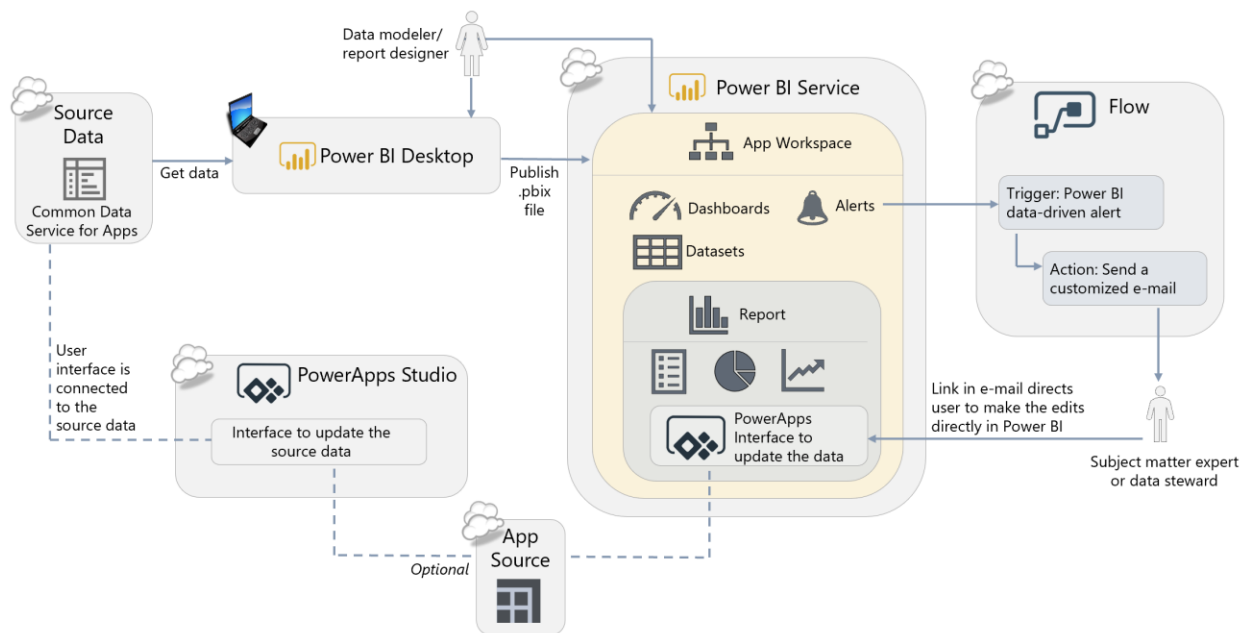 Data modeler/
report designer
Source
Data
Common Data
Service for Apps
Get data
Power BI Desktop
Publish
.pbix
file
Power BI Service
App Workspace
Dashboards
Alerts
Datasets
Report
PowerApps
Interface to
update the data
Flow
Trigger: Power BI
data-driven alert
Action: Send a
customized e-mail
Link in e-mail directs
user to make the edits
directly in Power BI
Subject matter expert
or data steward
User
interface is
connected
to the
source data
PowerApps Studio
Interface to update the
source data
Optional
App
Source